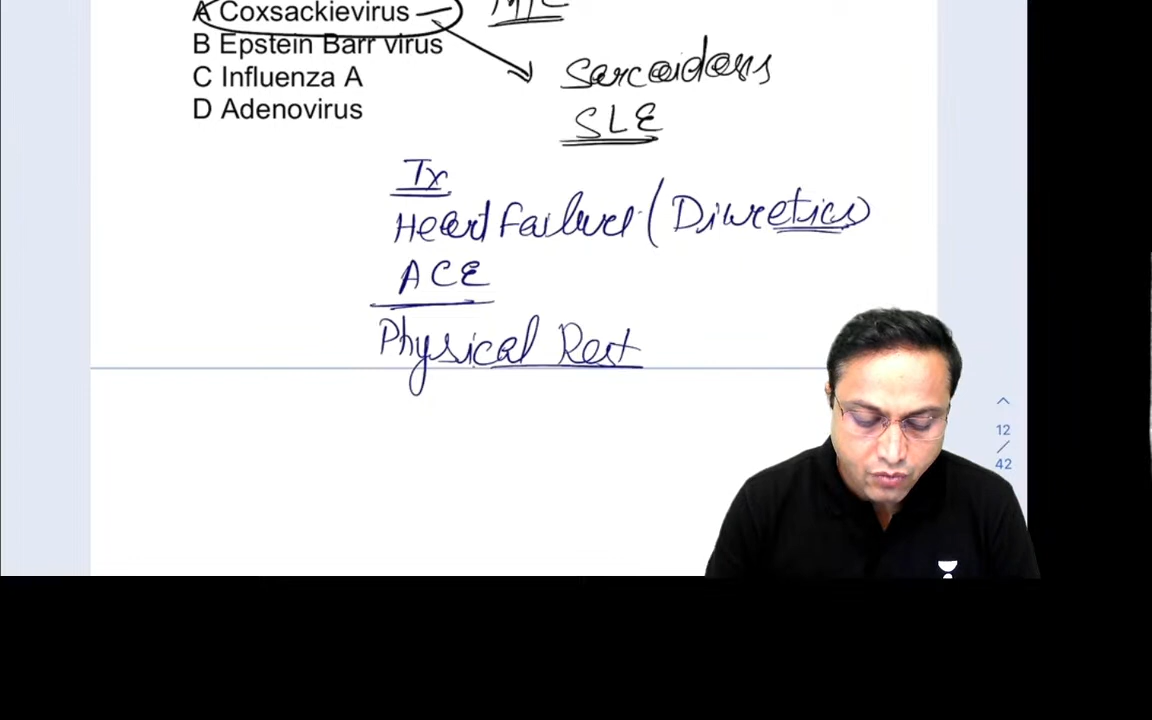 A Coxsackievirus
B Epstein Barr virus
C Influenza A
D Adenovirus
Sarcoidosis
SLE
Tx
Heart Failure (Diuretics)
ACE
Physical Rest
12
/
42